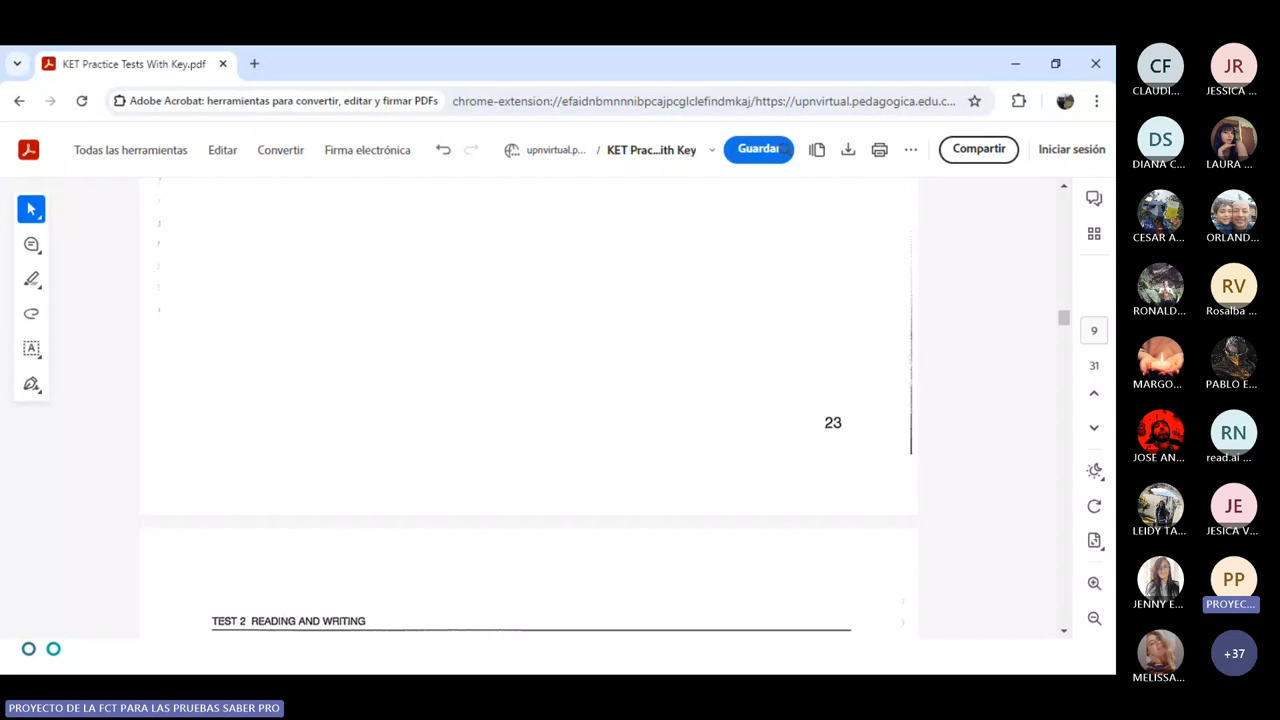 KET Practice Tests With Key.pdf
Adobe Acrobat: herramientas para convertir, editar y firmar PDFs
chrome-extension://efaidnbmnnnibpcajpcglclefindmkaj/https://upnvirtual.pedagogica.edu.c...
Todas las herramientas
Editar
Convertir
Firma electrónica
upnvirtual.p...
/ KET Prac...ith Key
Guardar
Compartir
Iniciar sesión
23
TEST 2 READING AND WRITING
9
31
CF
CLAUDI...
JR
JESSICA ...
DS
DIANA C...
LAURA ...
CESAR A...
ORLAND...
RONALD...
RV
Rosalba ...
MARGO...
PABLO E...
JOSE AN...
RN
read.ai ...
LEIDY TA...
JE
JESICA V...
JENNY E...
PP
PROYEC...
MELISSA...
+37
PROYECTO DE LA FCT PARA LAS PRUEBAS SABER PRO